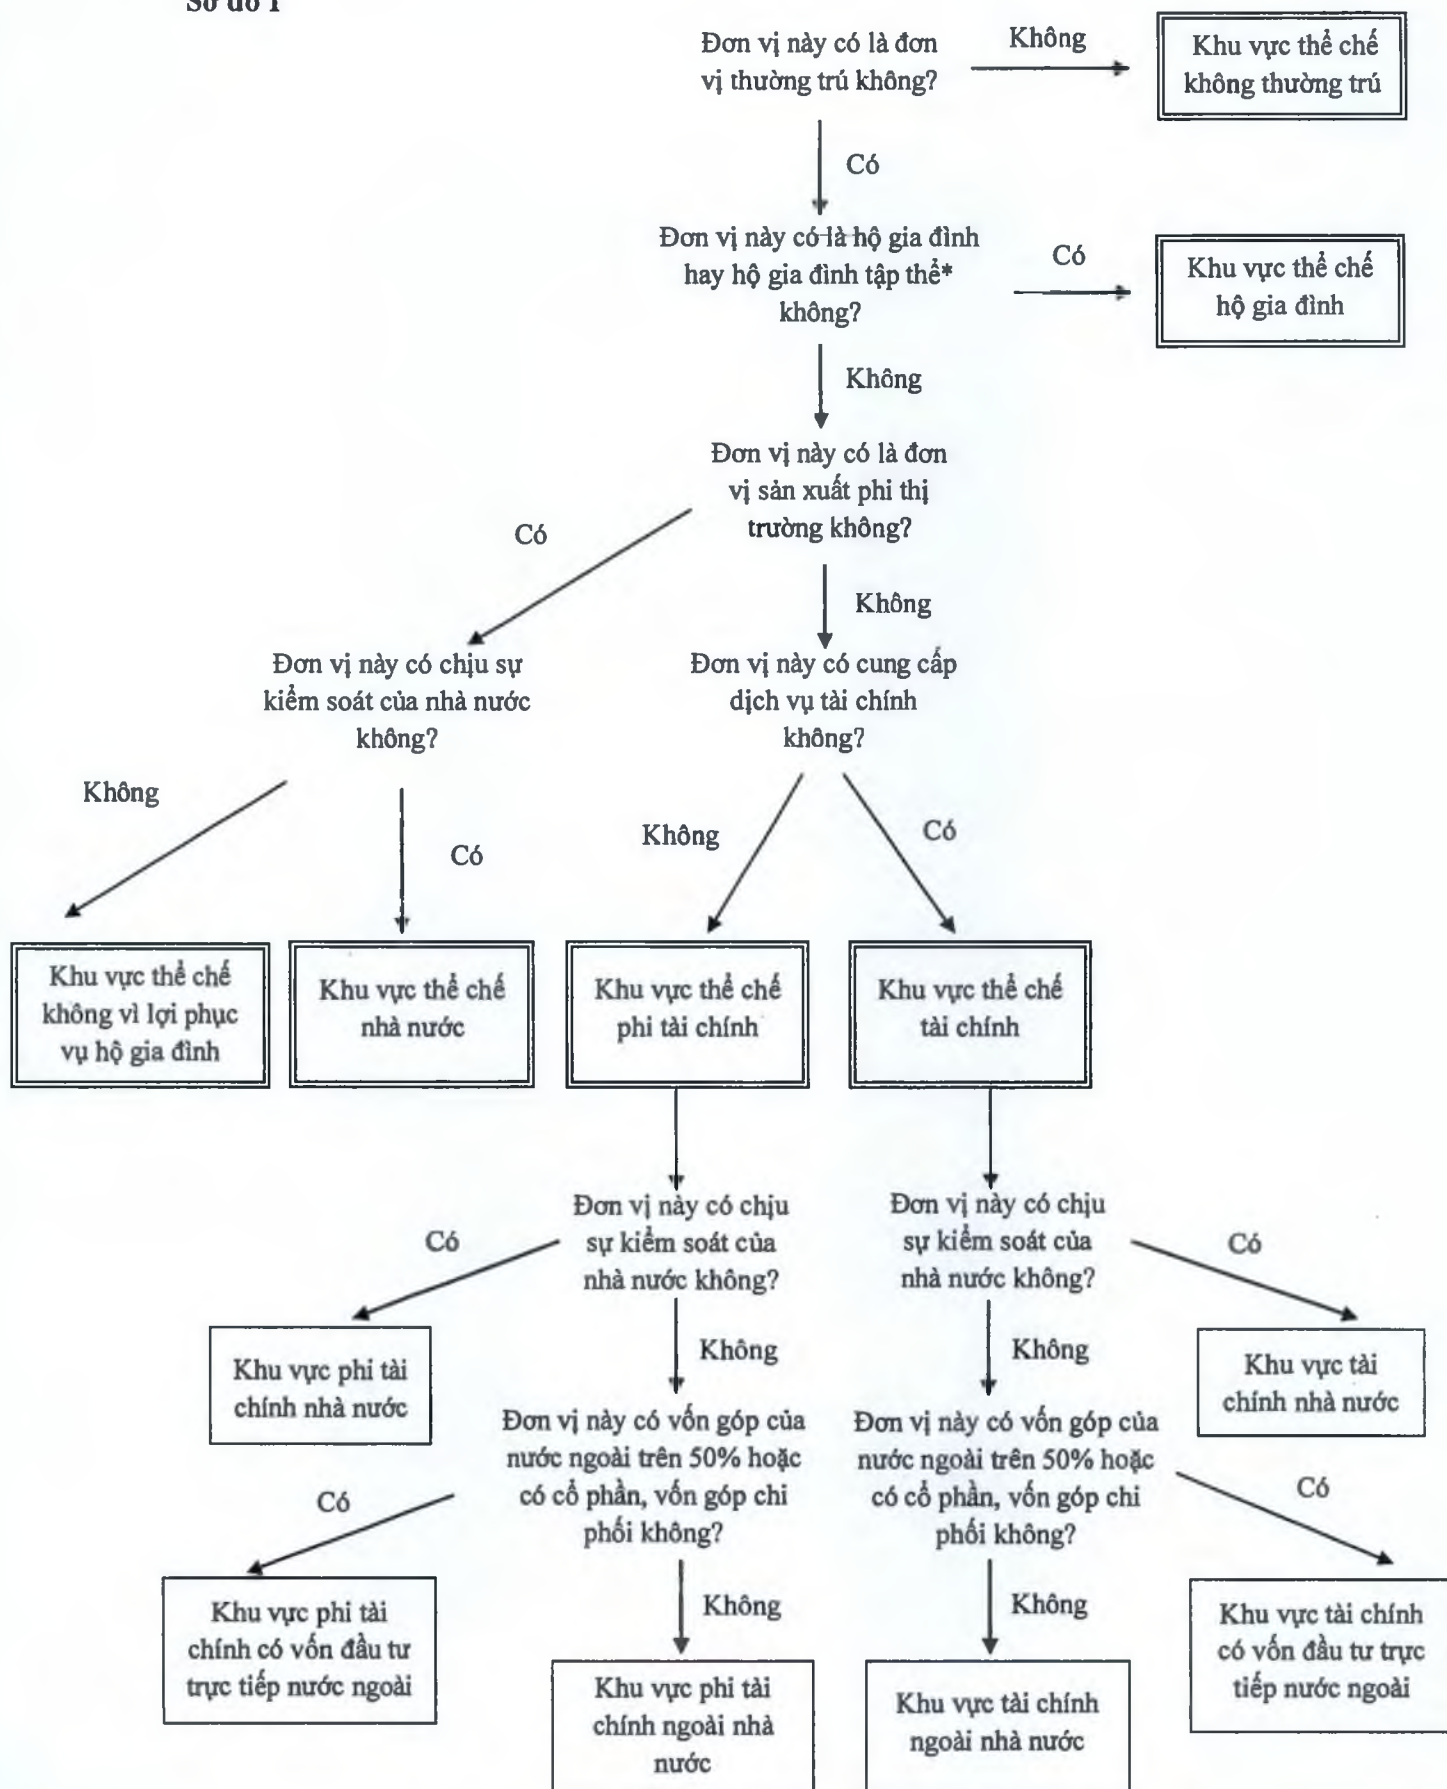 Sơ đồ 1
Đơn vị này có là đơn
vị thường trú không?
Không
Khu vực thể chế
không thường trú
Có
Đơn vị này có là hộ gia đình
hay hộ gia đình tập thể*
không?
Có
Khu vực thể chế
hộ gia đình
Không
Đơn vị này có là đơn
vị sản xuất phi thị
trường không?
Có
Không
Đơn vị này có chịu sự
kiểm soát của nhà nước
không?
Đơn vị này có cung cấp
dịch vụ tài chính
không?
Không
Có
Không
Có
Khu vực thể chế
không vì lợi phục
vụ hộ gia đình
Khu vực thể chế
nhà nước
Khu vực thể chế
phi tài chính
Khu vực thể chế
tài chính
Đơn vị này có chịu
sự kiểm soát của
nhà nước không?
Đơn vị này có chịu
sự kiểm soát của
nhà nước không?
Có
Có
Khu vực phi tài
chính nhà nước
Không
Không
Khu vực tài
chính nhà nước
Đơn vị này có vốn góp của
nước ngoài trên 50% hoặc
có cổ phần, vốn góp chi
phối không?
Đơn vị này có vốn góp của
nước ngoài trên 50% hoặc
có cổ phần, vốn góp chi
phối không?
Có
Có
Khu vực phi tài
chính có vốn đầu tư
trực tiếp nước ngoài
Không
Không
Khu vực tài chính
có vốn đầu tư trực
tiếp nước ngoài
Khu vực phi tài
chính ngoài nhà
nước
Khu vực tài chính
ngoài nhà nước